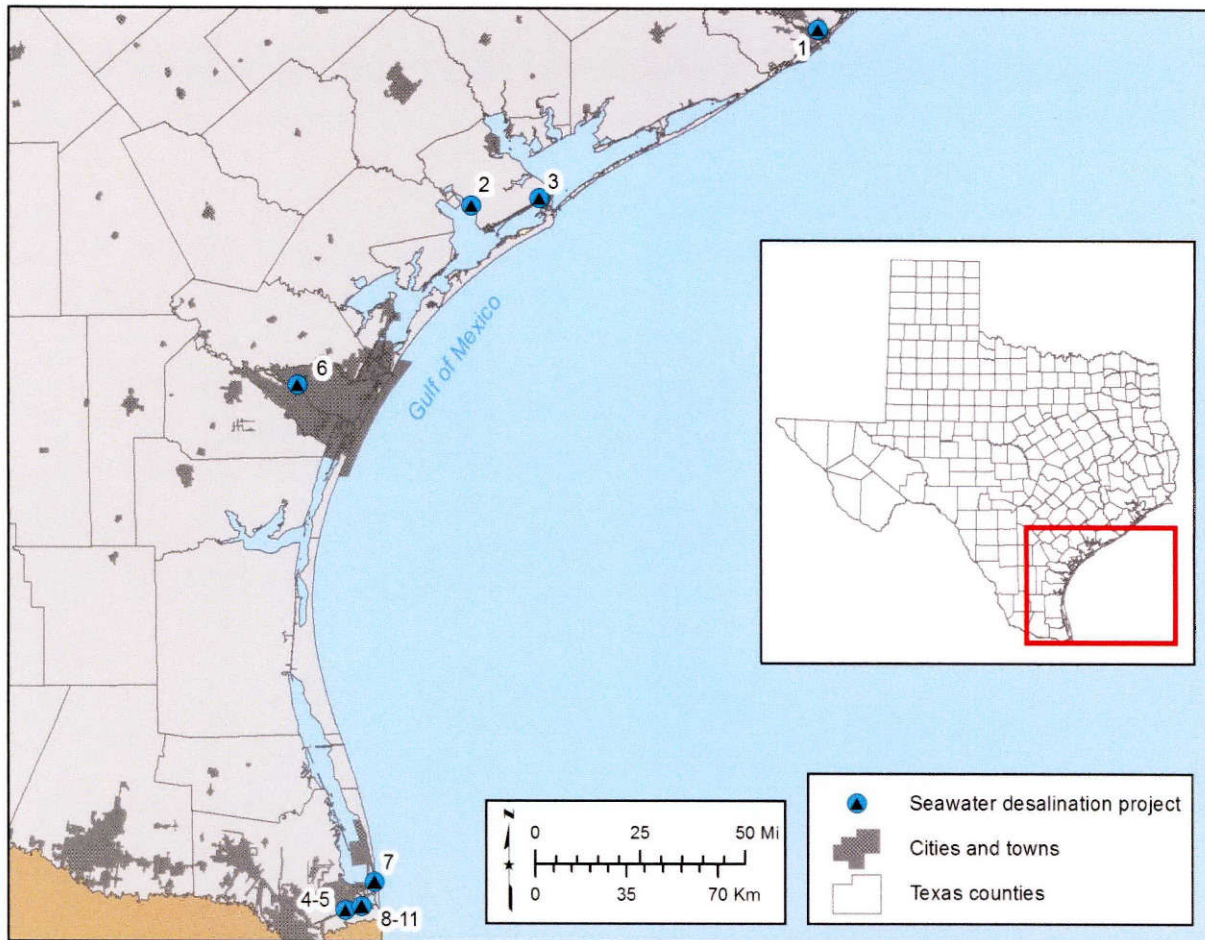 1
2
3
6
Gulf of Mexico
7
4-5
8-11
N
0 25 50 Mi
0 35 70 Km
Seawater desalination project
Cities and towns
Texas counties